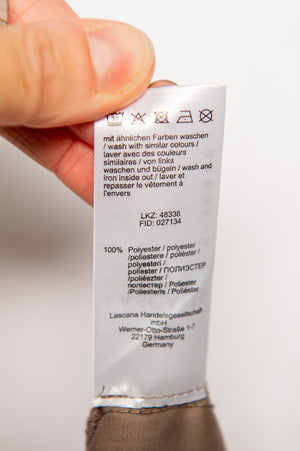 mit ähnlichen Farben waschen
/ wash with similar colours /
laver avec des couleurs
similaires / von links
waschen und bügeln / wash and
iron inside out / laver et
repasser le vêtement à
l'envers
LKZ: 48338
FID: 027134
100% Polyester / polyester
/poliestere / poliéster /
polyesteri /
poliester / ПОЛИЭСТЕР
/poliészter /
полиестер / Polyester
/Poliesteris / Poliester
Lascana Handelsgesellschaft
mbH
Werner-Otto-Straße 1-7
22179 Hamburg
Germany